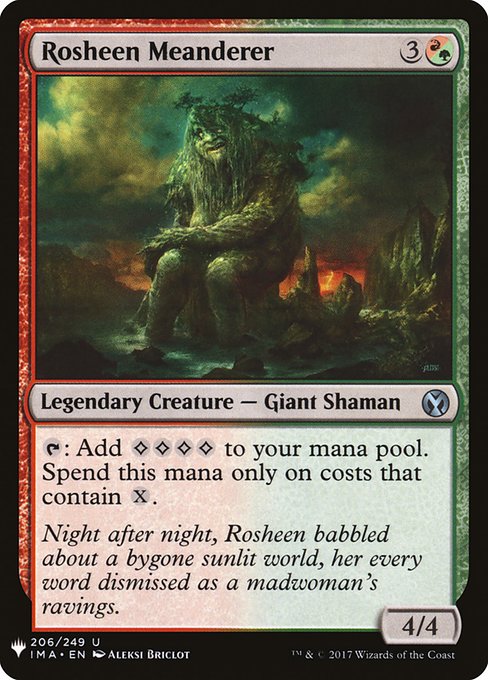 Rosheen Meanderer 3
Legendary Creature — Giant Shaman
: Add to your mana pool.
Spend this mana only on costs that
contain X.
Night after night, Rosheen babbled
about a bygone sunlit world, her every
word dismissed as a madwoman's
ravings.
4/4
206/249 U
IMA • EN Aleksi Briclot
™ & © 2017 Wizards of the Coast